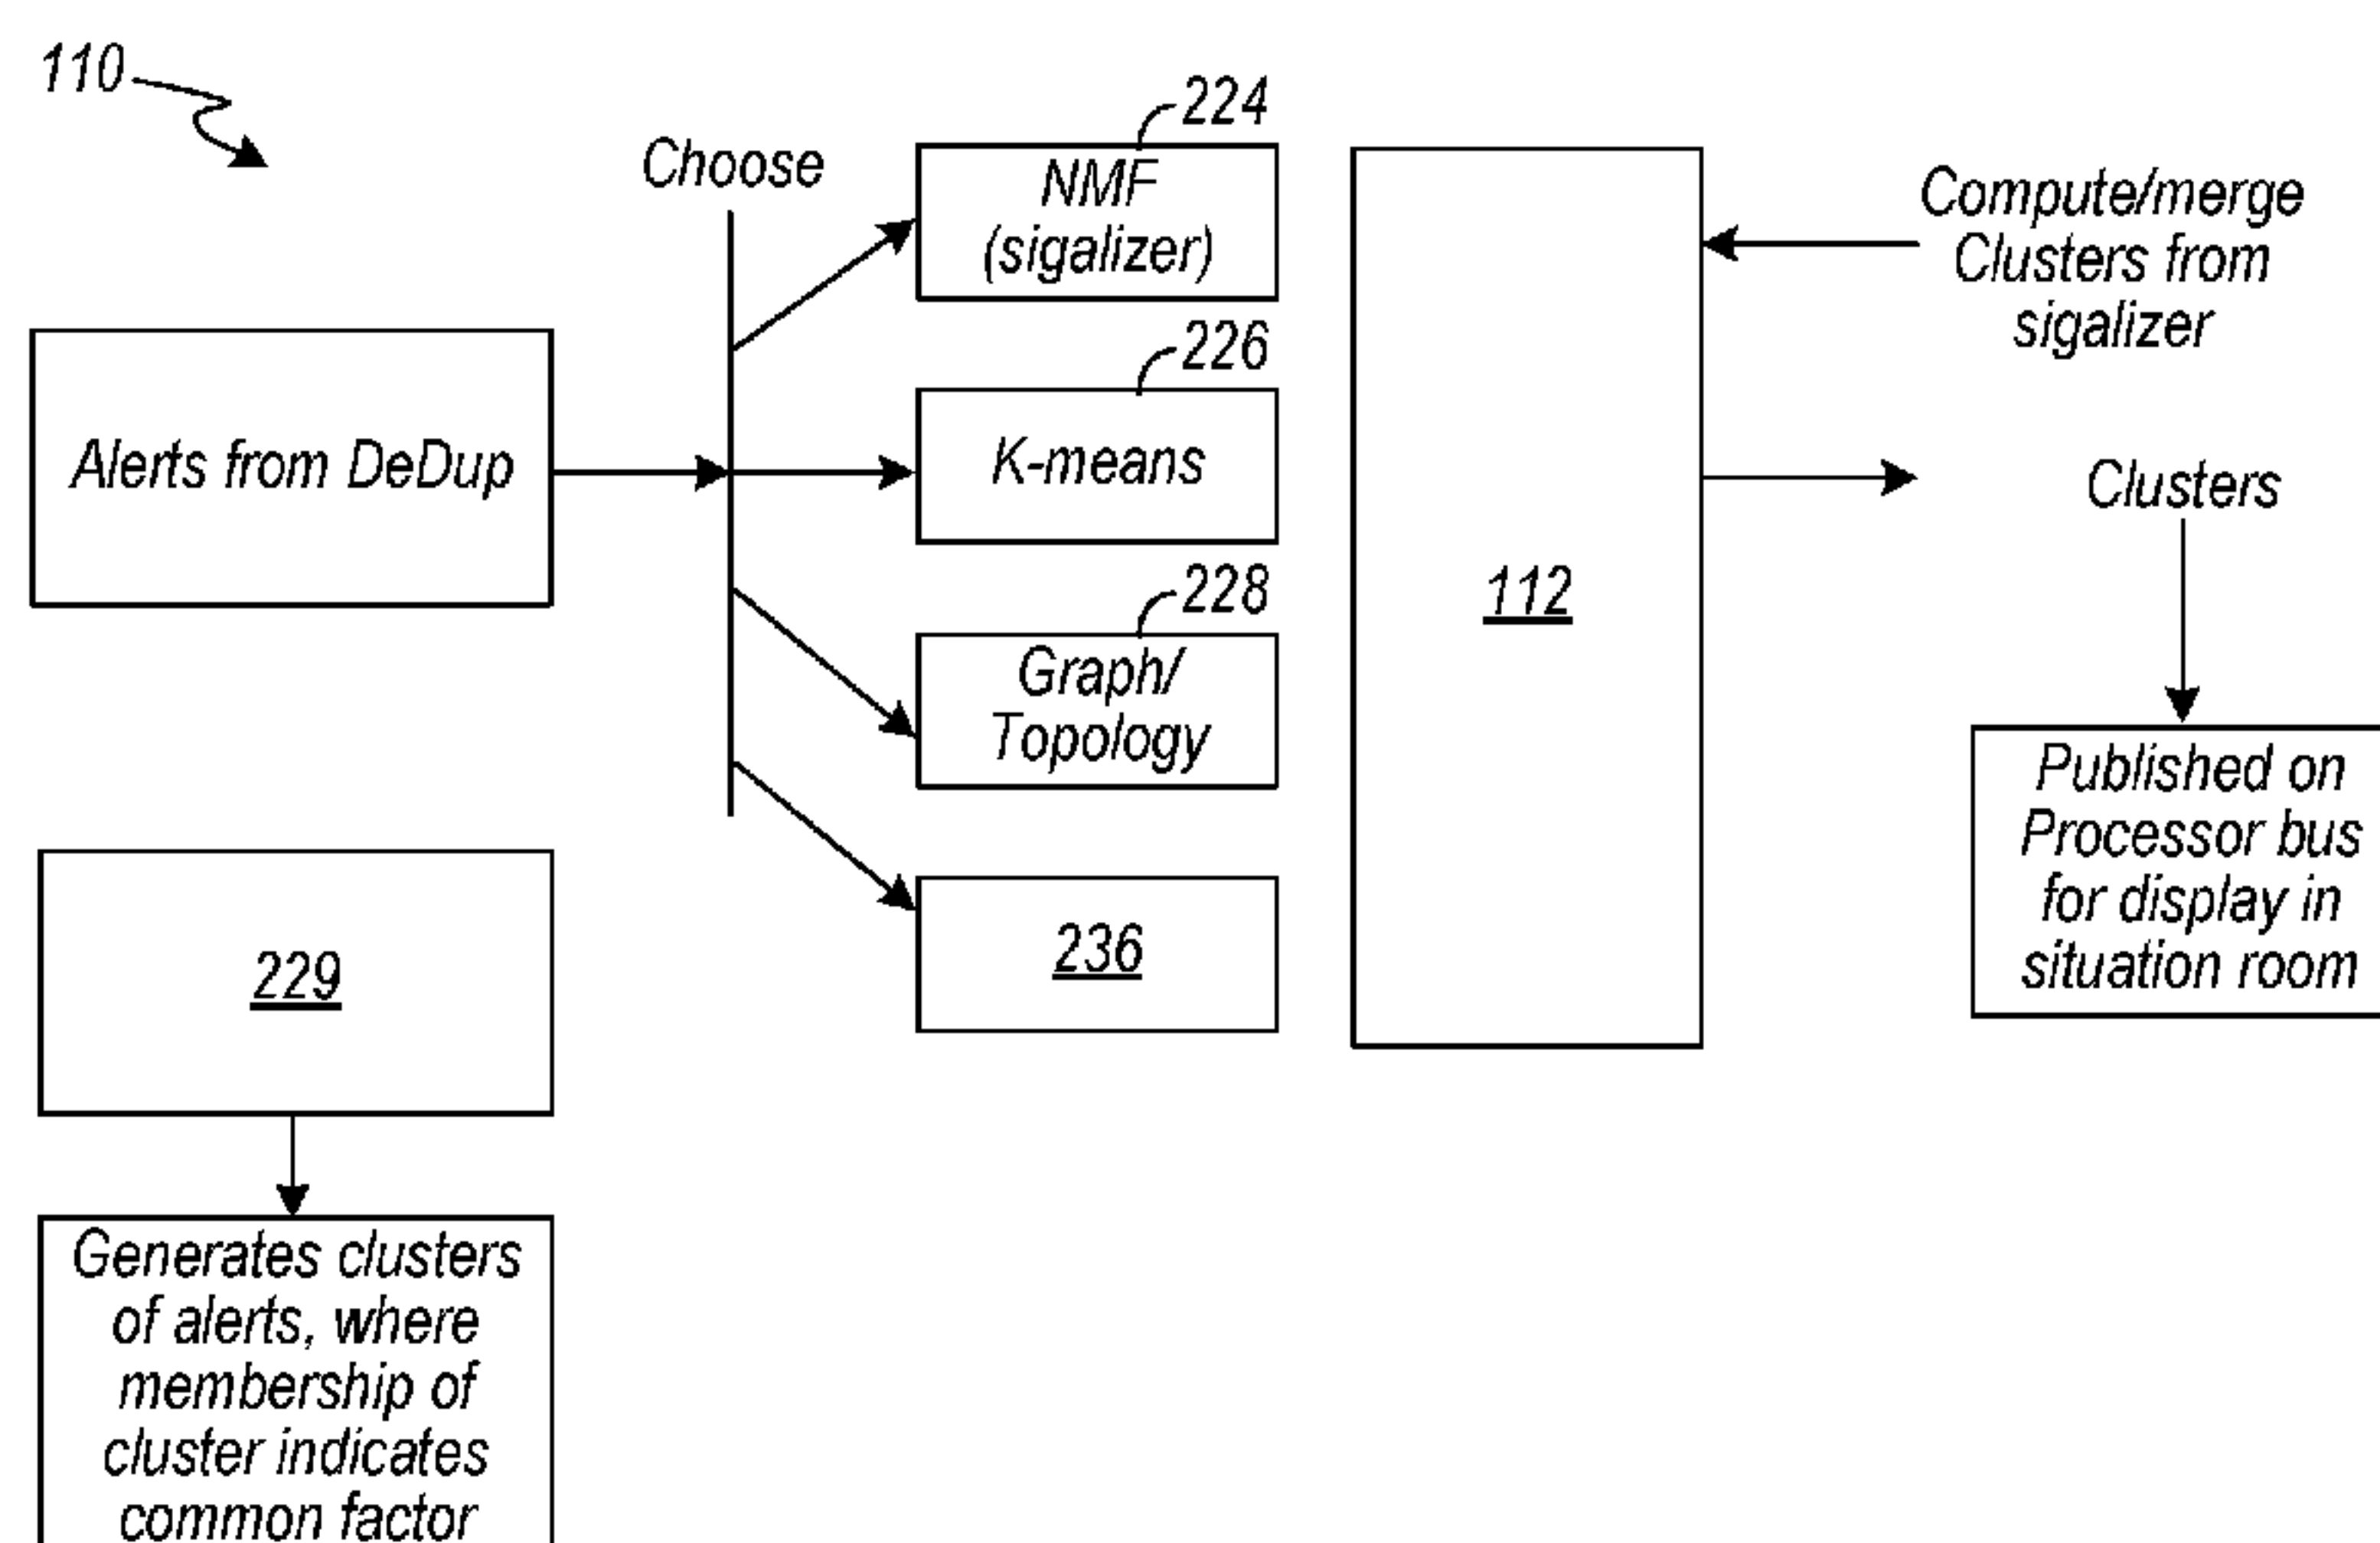 110
Choose
224
NMF
(sigalizer)
Compute/merge
Clusters from
sigalizer
226
Alerts from DeDup
K-means
Clusters
228
Graph/
Topology
112
Published on
Processor bus
for display in
situation room
229
236
Generates clusters
of alerts, where
membership of
cluster indicates
common factor